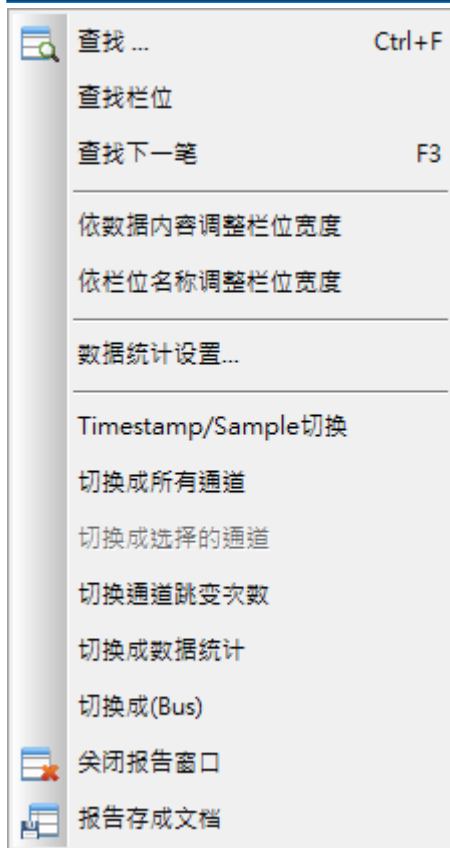 查找 ... Ctrl+F
查找栏位
查找下一笔 F3
依数据内容调整栏位宽度
依栏位名称调整栏位宽度
数据统计设置...
Timestamp/Sample切换
切换成所有通道
切换成选择的通道
切换通道跳变次数
切换成数据统计
切换成(Bus)
关闭报告窗口
报告存成文档